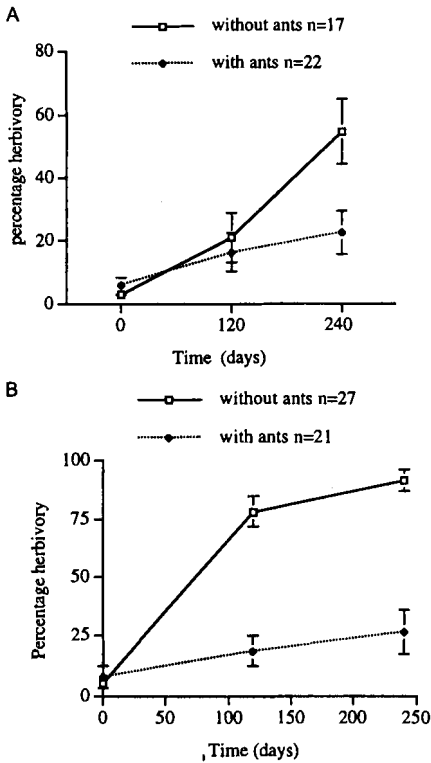 A
without ants n=17
with ants n=22
80
60
40
20
0
percentage herbivory
0 120 240
Time (days)
B
without ants n=27
with ants n=21
100
75
50
25
0
Percentage herbivory
0 50 100 150 200 250
Time (days)